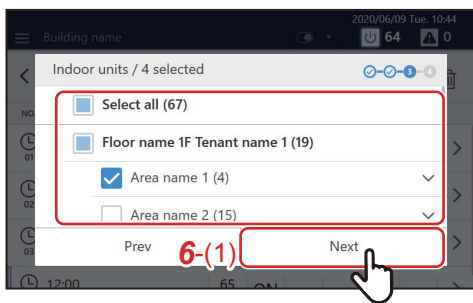 2020/06/09 Tue. 10:44
Building name
64
0
Indoor units / 4 selected
3
4
NO.
Select all (67)
01
Floor name 1F Tenant name 1 (19)
Area name 1 (4)
02
Area name 2 (15)
03
Prev
6-(1)
Next
12:00
65
ON